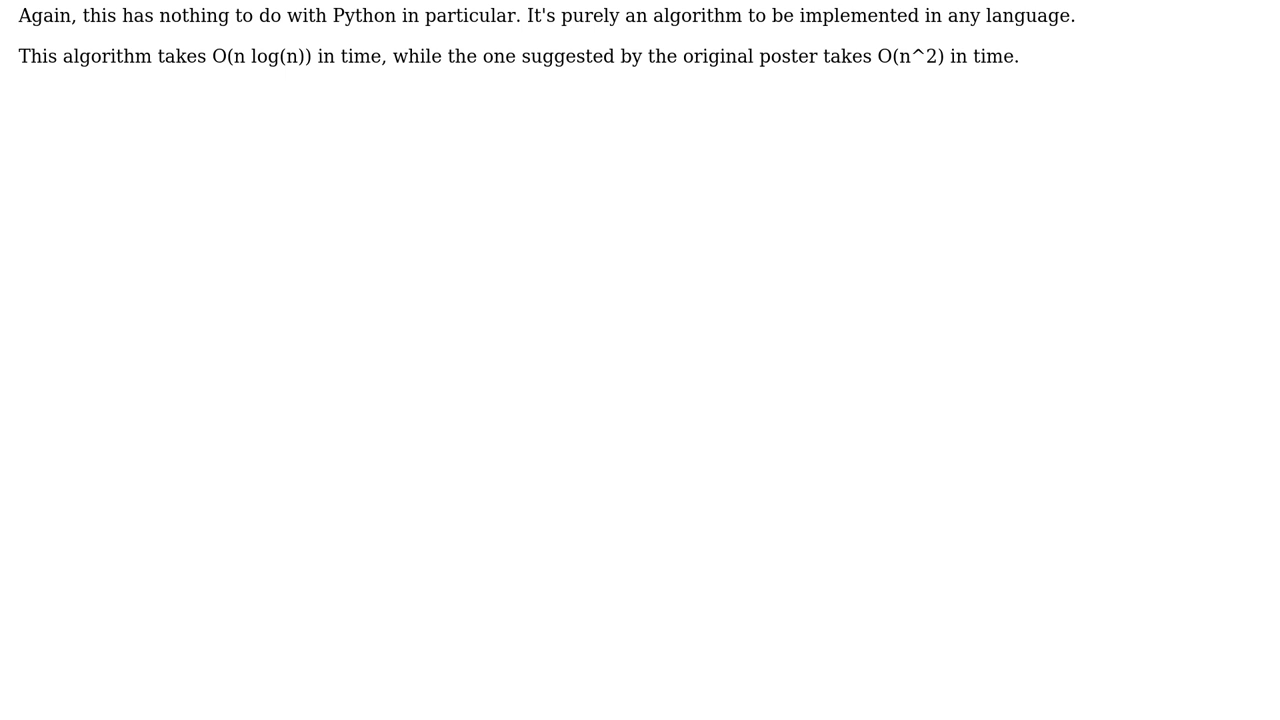 Again, this has nothing to do with Python in particular. It's purely an algorithm to be implemented in any language.
This algorithm takes O(n log(n)) in time, while the one suggested by the original poster takes O(n^2) in time.